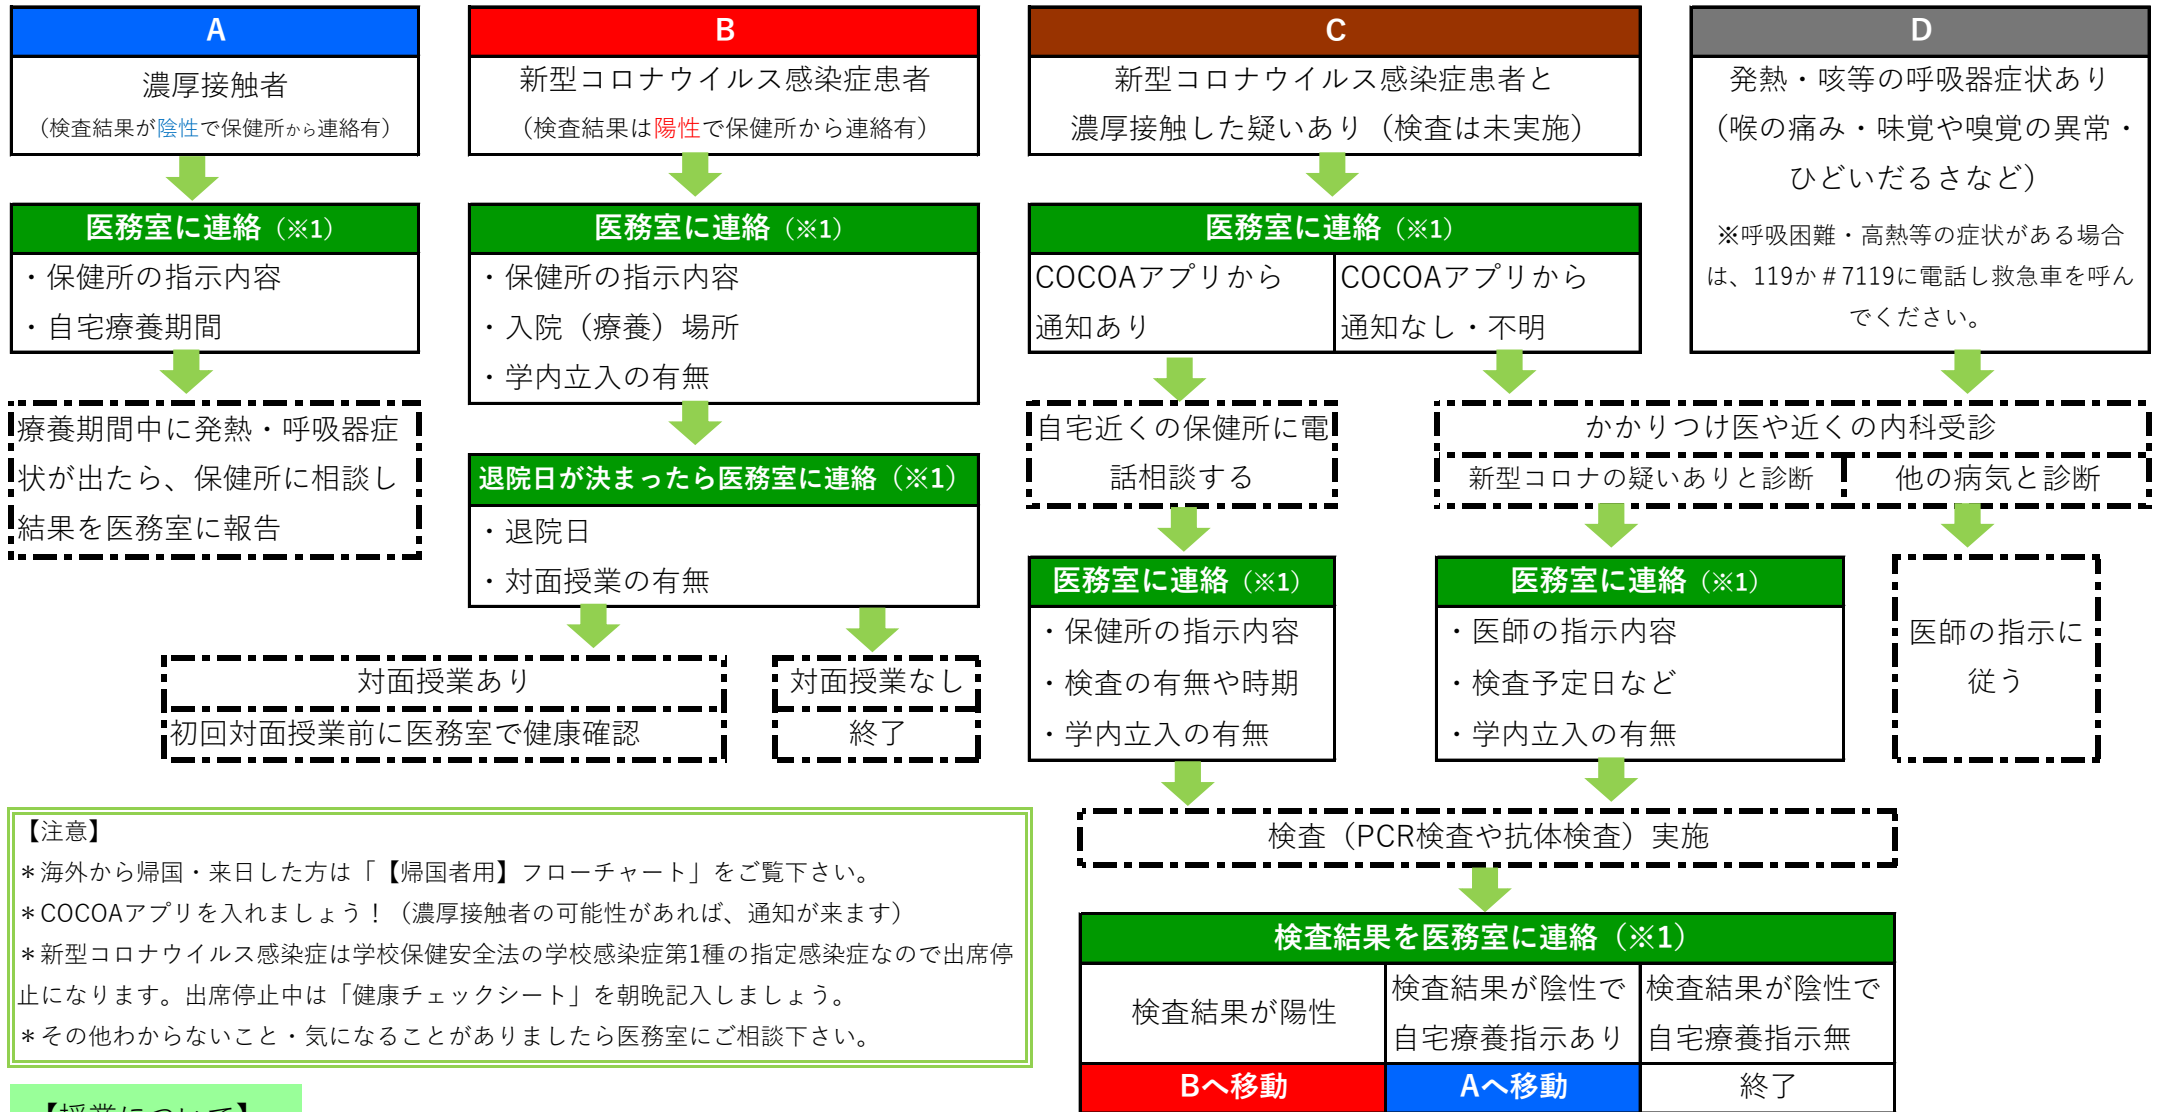 A
濃厚接触者
（検査結果が陰性で保健所から連絡有）
医務室に連絡（※1）
・保健所の指示内容
・自宅療養期間
療養期間中に発熱・呼吸器症
状が出たら、保健所に相談し
結果を医務室に報告
B
新型コロナウイルス感染症患者
（検査結果は陽性で保健所から連絡有）
医務室に連絡（※1）
・保健所の指示内容
・入院（療養）場所
・学内立入の有無
退院日が決まったら医務室に連絡（※1）
・退院日
・対面授業の有無
対面授業あり
初回対面授業前に医務室で健康確認
対面授業なし
終了
C
新型コロナウイルス感染症患者と
濃厚接触した疑いあり（検査は未実施）
医務室に連絡（※1）
COCOAアプリから
通知あり
COCOAアプリから
通知なし・不明
自宅近くの保健所に電
話相談する
医務室に連絡（※1）
・保健所の指示内容
・検査の有無や時期
・学内立入の有無
D
発熱・咳等の呼吸器症状あり
（喉の痛み・味覚や嗅覚の異常・
ひどいだるさなど）
※呼吸困難・高熱等の症状がある場合
は、119か＃7119に電話し救急車を呼ん
でください。
かかりつけ医や近くの内科受診
新型コロナの疑いありと診断
他の病気と診断
医務室に連絡（※1）
・医師の指示内容
・検査予定日など
・学内立入の有無
医師の指示に
従う
検査（PCR検査や抗体検査）実施
検査結果を医務室に連絡（※1）
検査結果が陽性
検査結果が陰性で
自宅療養指示あり
検査結果が陰性で
自宅療養指示無
Bへ移動
Aへ移動
終了
【注意】
＊海外から帰国・来日した方は「【帰国者用】フローチャート」をご覧下さい。
＊COCOAアプリを入れましょう！（濃厚接触者の可能性があれば、通知が来ます）
＊新型コロナウイルス感染症は学校保健安全法の学校感染症第1種の指定感染症なので出席停
止になります。出席停止中は「健康チェックシート」を朝晩記入しましょう。
＊その他わからないこと・気になることがありましたら医務室にご相談下さい。
【授業について】